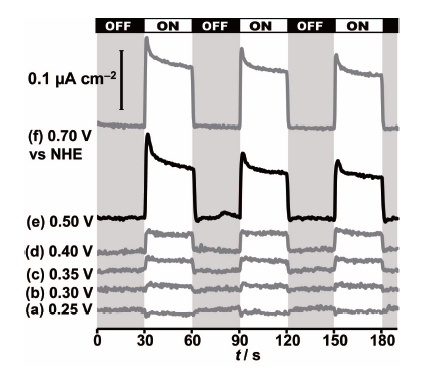 OFF ON OFF ON OFF ON
0.1 µA cm⁻²
(f) 0.70 V
vs NHE
(e) 0.50 V
(d) 0.40 V
(c) 0.35 V
(b) 0.30 V
(a) 0.25 V
0 30 60 90 120 150 180
t / s